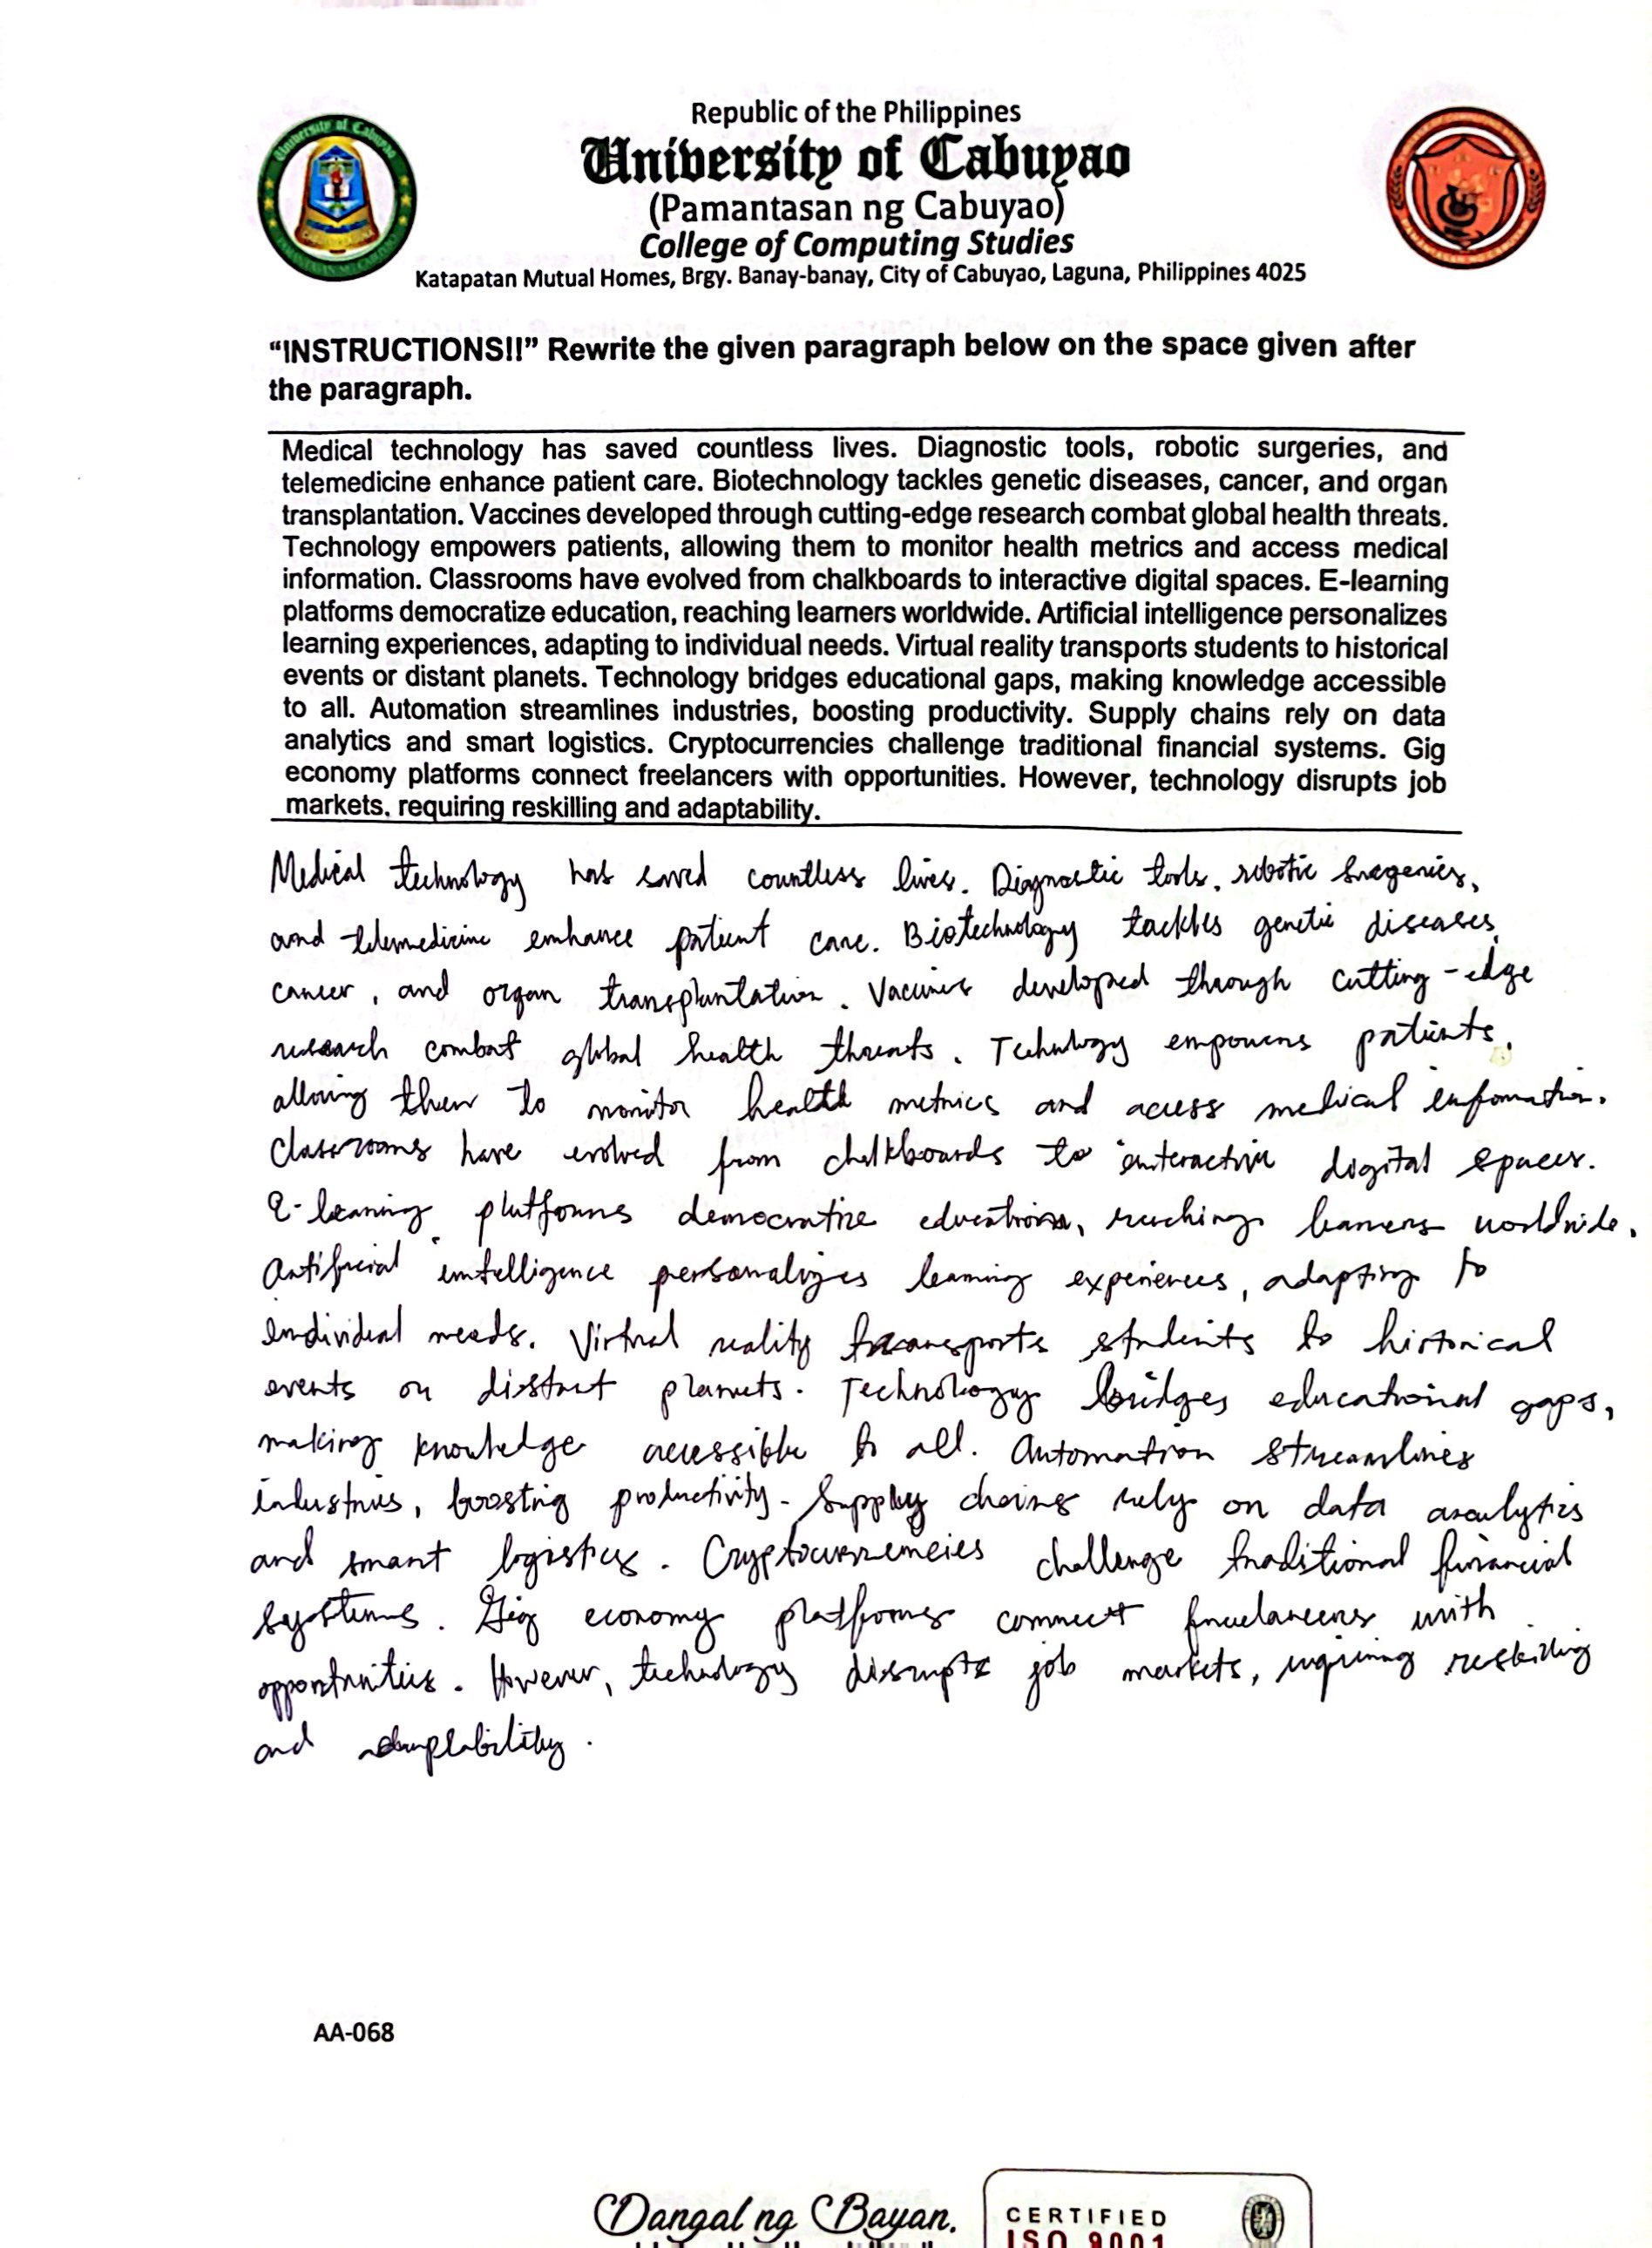 Republic of the Philippines
University of Cabuyao
(Pamantasan ng Cabuyao)
College of Computing Studies
Katapatan Mutual Homes, Brgy. Banay-banay, City of Cabuyao, Laguna, Philippines 4025
“INSTRUCTIONS!!” Rewrite the given paragraph below on the space given after
the paragraph.
Medical technology has saved countless lives. Diagnostic tools, robotic surgeries, and
telemedicine enhance patient care. Biotechnology tackles genetic diseases, cancer, and organ
transplantation. Vaccines developed through cutting-edge research combat global health threats.
Technology empowers patients, allowing them to monitor health metrics and access medical
information. Classrooms have evolved from chalkboards to interactive digital spaces. E-learning
platforms democratize education, reaching learners worldwide. Artificial intelligence personalizes
learning experiences, adapting to individual needs. Virtual reality transports students to historical
events or distant planets. Technology bridges educational gaps, making knowledge accessible
to all. Automation streamlines industries, boosting productivity. Supply chains rely on data
analytics and smart logistics. Cryptocurrencies challenge traditional financial systems. Gig
economy platforms connect freelancers with opportunities. However, technology disrupts job
markets, requiring reskilling and adaptability.
Medical technology has saved countless lives. Diagnostic tools, robotic surgeries,
and telemedicine enhance patient care. Biotechnology tackles genetic diseases,
cancer, and organ transplantation. Vaccines developed through cutting-edge
research combat global health threats. Technology empowers patients,
allowing them to monitor health metrics and access medical information.
Classrooms have evolved from chalkboards to interactive digital spaces.
E-learning platforms democratize education, reaching learners worldwide.
Artificial intelligence personalizes learning experiences, adapting to
individual needs. Virtual reality transports students to historical
events or distant planets. Technology bridges educational gaps,
making knowledge accessible to all. Automation streamlines
industries, boosting productivity. Supply chains rely on data analytics
and smart logistics. Cryptocurrencies challenge traditional financial
systems. Gig economy platforms connect freelancers with
opportunities. However, technology disrupts job markets, requiring reskilling
and adaptability.
AA-068
Dangal ng Bayan.
CERTIFIED
ISO 9001